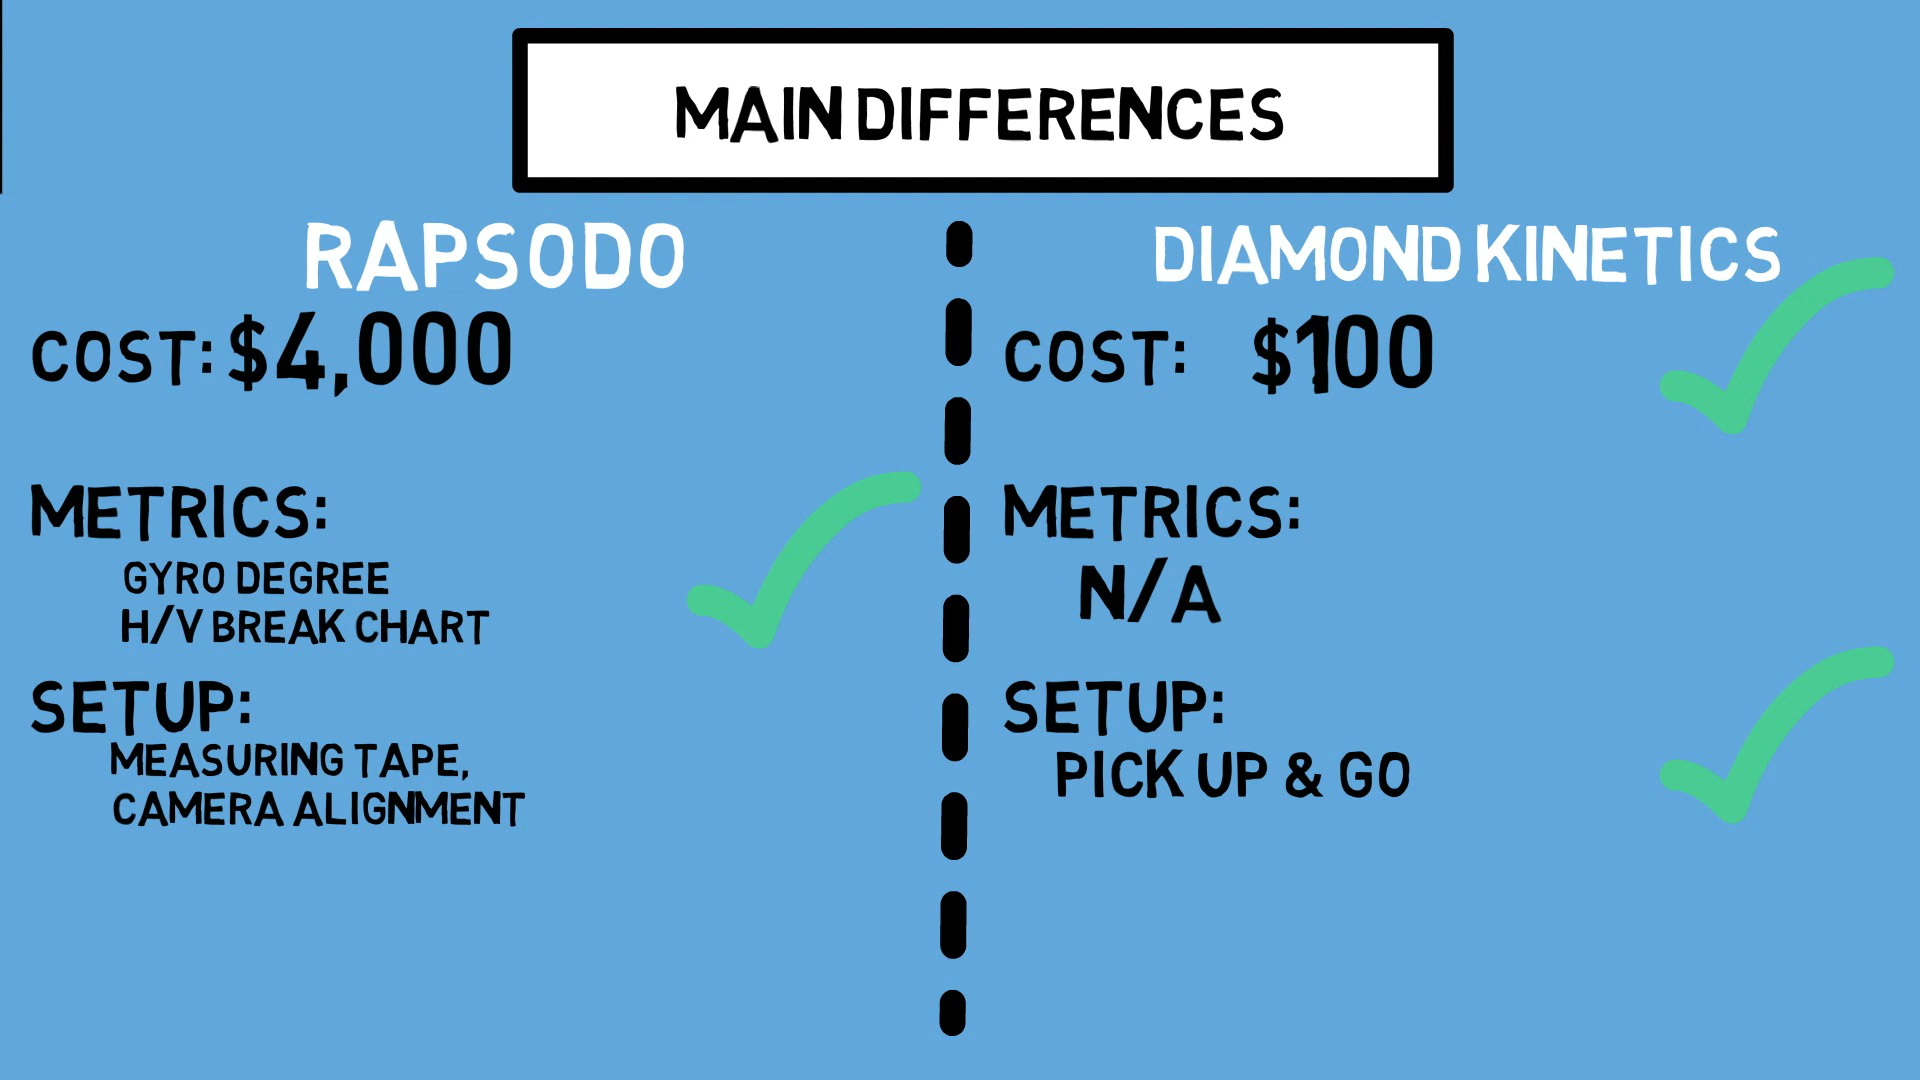 MAIN DIFFERENCES
RAPSODO
COST: $4,000
METRICS:
GYRO DEGREE
H/V BREAK CHART
SETUP:
MEASURING TAPE,
CAMERA ALIGNMENT
DIAMOND KINETICS
COST: $100
METRICS:
N/A
SETUP:
PICK UP & GO